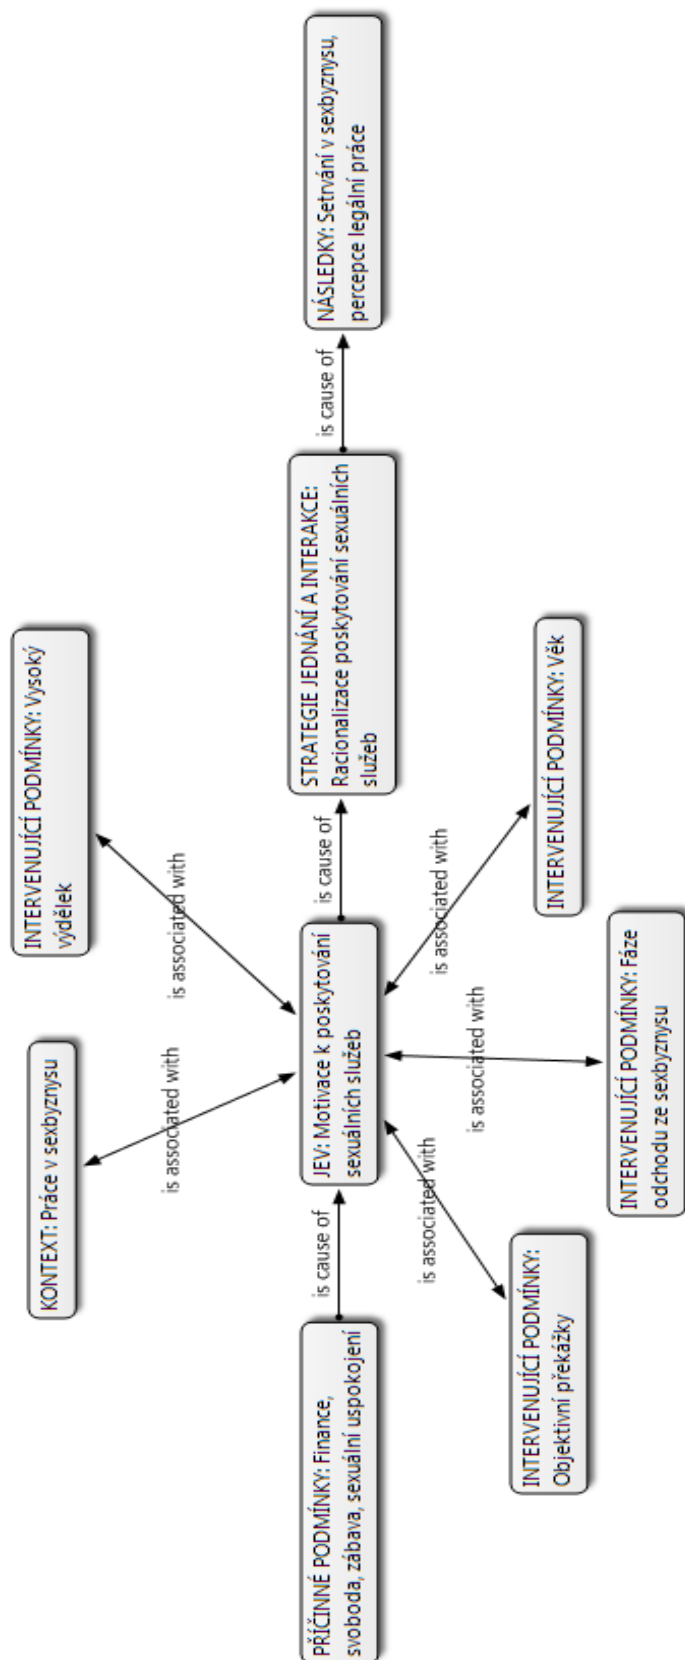 KONTEXT: Práce v sexbyznysu
INTERVENUJÍCÍ PODMÍNKY: Vysoký
výdělek
is associated with
is associated with
PŘÍČINNÉ PODMÍNKY: Finance,
svoboda, zábava, sexuální uspokojení
is cause of
JEV: Motivace k poskytování
sexuálních služeb
is cause of
STRATEGIE JEDNÁNÍ A INTERAKCE:
Racionalizace poskytování sexuálních
služeb
is cause of
NÁSLEDKY: Setrvání v sexbyznysu,
percepce legální práce
is associated with
is associated with
is associated with
INTERVENUJÍCÍ PODMÍNKY:
Objektivní překážky
INTERVENUJÍCÍ PODMÍNKY: Fáze
odchodu ze sexbyznysu
INTERVENUJÍCÍ PODMÍNKY: Věk